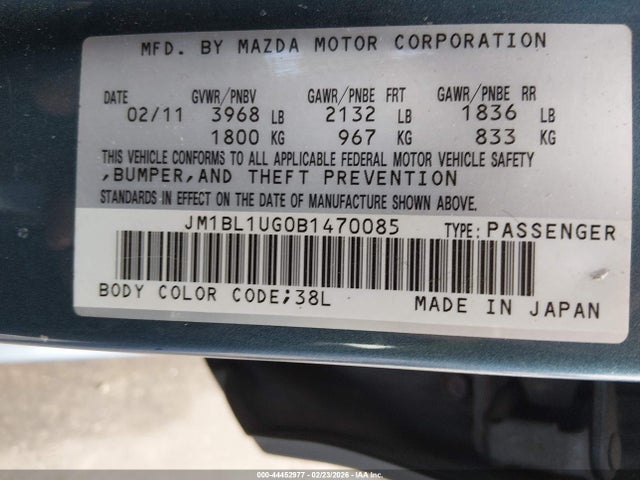 MFD. BY MAZDA MOTOR CORPORATION
DATE GVWR/PNBV GAWR/PNBE FRT GAWR/PNBE RR
02/11 3968 LB 2132 LB 1836 LB
1800 KG 967 KG 833 KG
THIS VEHICLE CONFORMS TO ALL APPLICABLE FEDERAL MOTOR VEHICLE SAFETY
,BUMPER,AND THEFT PREVENTION
STANDARDS IN EFFECT ON THE DATE OF MANUFACTURE SHOWN ABOVE.
JM1BL1UG0B1470085 TYPE:PASSENGER
BODY COLOR CODE;38L MADE IN JAPAN
000-44452977 - 02/23/2026 - IAA Inc.